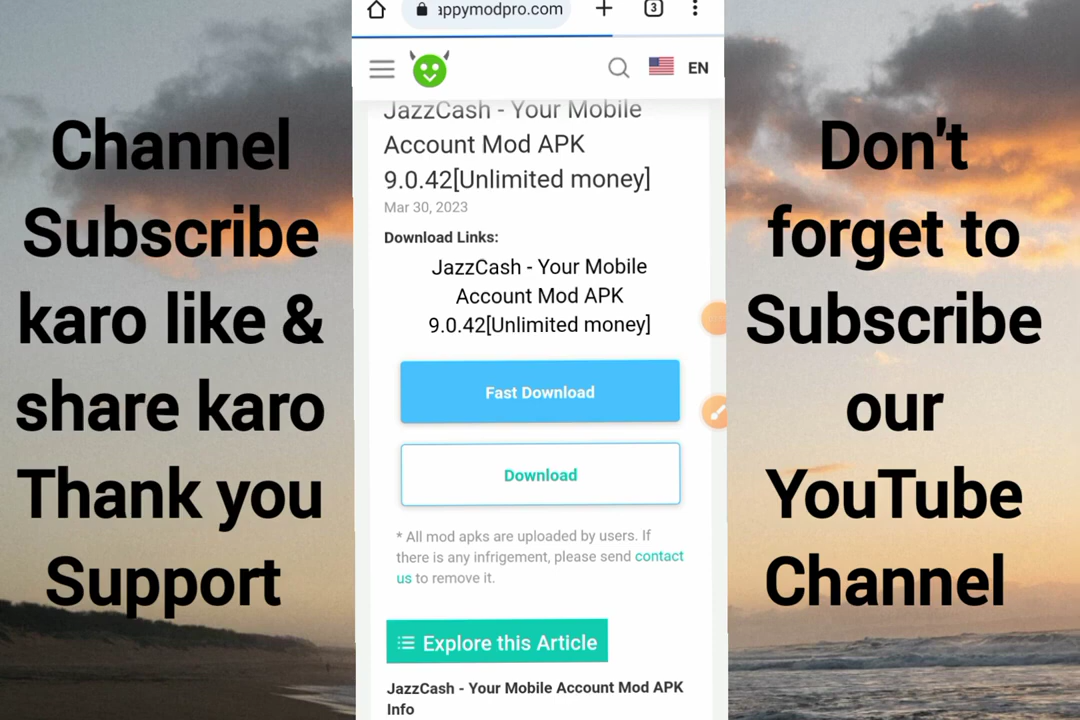 Channel
Subscribe
karo like &
share karo
Thank you
Support
appymodpro.com
3
EN
JazzCash - Your Mobile
Account Mod APK
9.0.42[Unlimited money]
Mar 30, 2023
Download Links:
JazzCash - Your Mobile
Account Mod APK
9.0.42[Unlimited money]
Fast Download
Download
* All mod apks are uploaded by users. If
there is any infrigement, please send contact
us to remove it.
Explore this Article
JazzCash - Your Mobile Account Mod APK
Info
Don't
forget to
Subscribe
our
YouTube
Channel